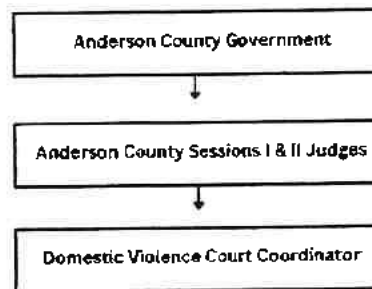 Anderson County Government
Anderson County Sessions I & II Judges
Domestic Violence Court Coordinator